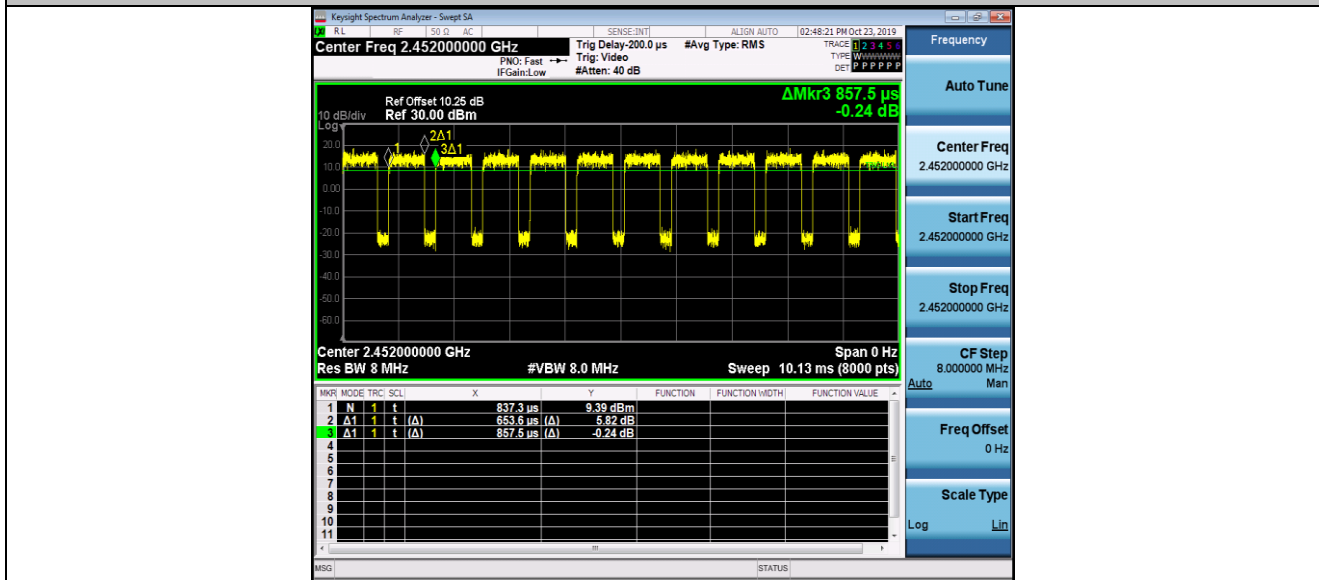 Keysight Spectrum Analyzer - Swept SA
RL RF 50 Ω AC SENSE:INT ALIGN AUTO 02:48:21 PM Oct 23, 2019
Center Freq 2.452000000 GHz
PNO: Fast
IFGain:Low
Trig Delay-200.0 µs
Trig: Video
#Atten: 40 dB
#Avg Type: RMS
TRACE 1 2 3 4 5 6
TYPE WWWWWW
DET P P P P P P
Frequency
Auto Tune
Center Freq
2.452000000 GHz
Start Freq
2.452000000 GHz
Stop Freq
2.452000000 GHz
CF Step
8.000000 MHz
Auto Man
Freq Offset
0 Hz
Scale Type
Log Lin
ΔMkr3 857.5 µs
-0.24 dB
Ref Offset 10.25 dB
10 dB/div Ref 30.00 dBm
Log
20.0
10.0
0.00
-10.0
-20.0
-30.0
-40.0
-50.0
-60.0
1
2Δ1
3Δ1
Center 2.452000000 GHz Span 0 Hz
Res BW 8 MHz #VBW 8.0 MHz Sweep 10.13 ms (8000 pts)
MKR MODE TRC SCL X Y FUNCTION FUNCTION WIDTH FUNCTION VALUE
1 N 1 t 837.3 µs 9.39 dBm
2 Δ1 1 t (Δ) 653.6 µs (Δ) 5.82 dB
3 Δ1 1 t (Δ) 857.5 µs (Δ) -0.24 dB
4
5
6
7
8
9
10
11
MSG STATUS